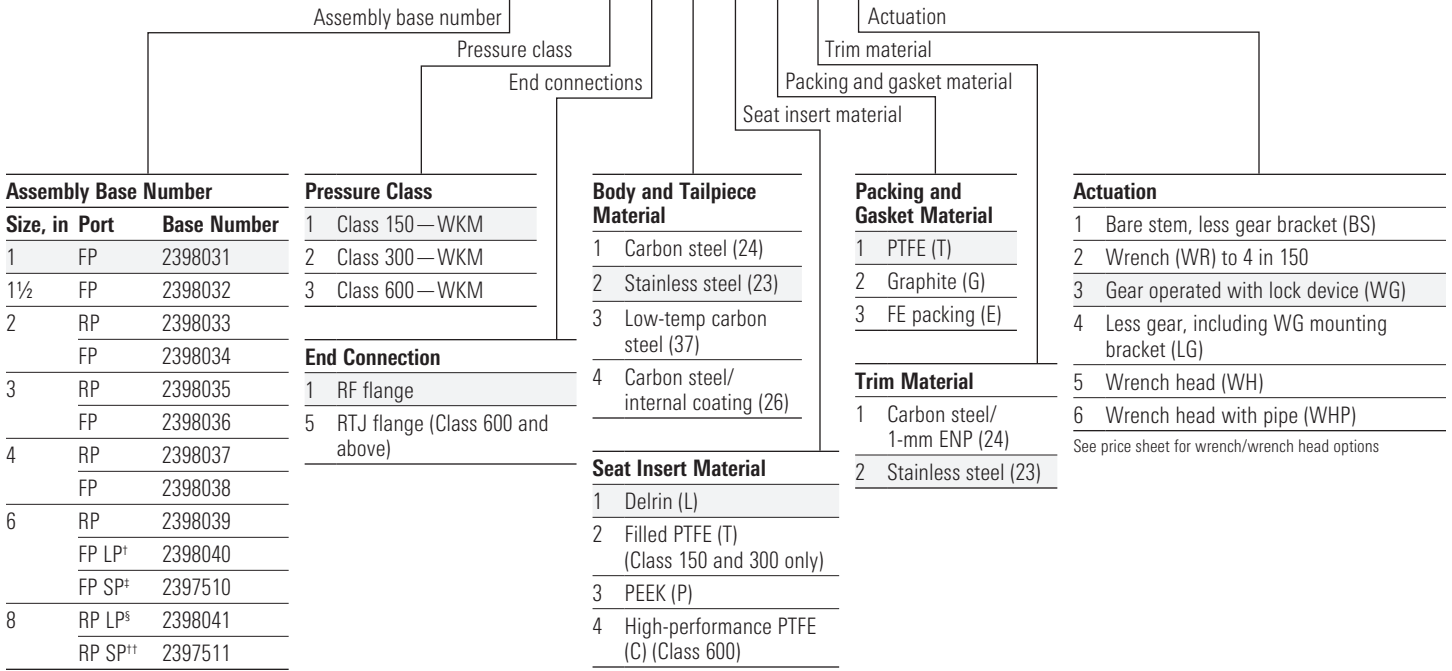 Assembly base number
Actuation
Pressure class
Trim material
End connections
Packing and gasket material
Seat insert material
Assembly Base Number
Size, in Port Base Number
1 FP 2398031
1½ FP 2398032
2 RP 2398033
FP 2398034
3 RP 2398035
FP 2398036
4 RP 2398037
FP 2398038
6 RP 2398039
FP LP† 2398040
FP SP‡ 2397510
8 RP LP§ 2398041
RP SP†† 2397511
Pressure Class
1 Class 150—WKM
2 Class 300—WKM
3 Class 600—WKM
End Connection
1 RF flange
5 RTJ flange (Class 600 and
above)
Body and Tailpiece
Material
1 Carbon steel (24)
2 Stainless steel (23)
3 Low-temp carbon
steel (37)
4 Carbon steel/
internal coating (26)
Seat Insert Material
1 Delrin (L)
2 Filled PTFE (T)
(Class 150 and 300 only)
3 PEEK (P)
4 High-performance PTFE
(C) (Class 600)
Packing and
Gasket Material
1 PTFE (T)
2 Graphite (G)
3 FE packing (E)
Trim Material
1 Carbon steel/
1-mm ENP (24)
2 Stainless steel (23)
Actuation
1 Bare stem, less gear bracket (BS)
2 Wrench (WR) to 4 in 150
3 Gear operated with lock device (WG)
4 Less gear, including WG mounting
bracket (LG)
5 Wrench head (WH)
6 Wrench head with pipe (WHP)
See price sheet for wrench/wrench head options